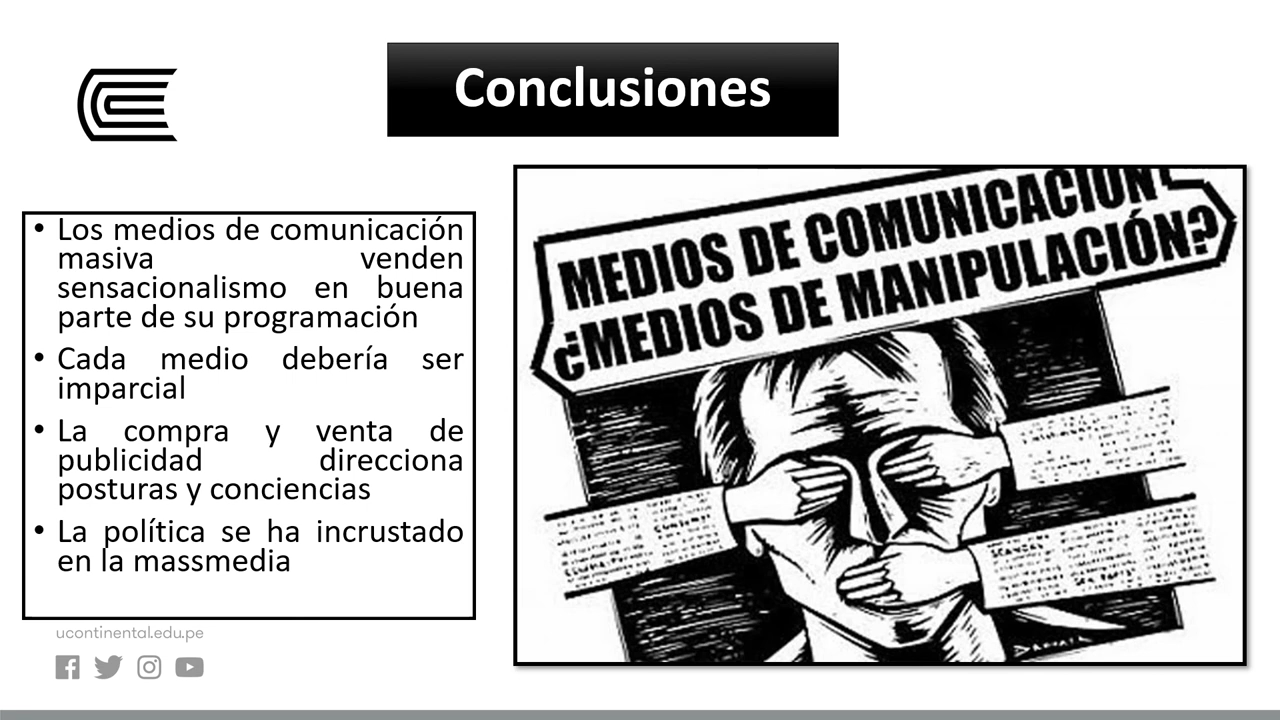 Conclusiones
• Los medios de comunicación
masiva venden
sensacionalismo en buena
parte de su programación
• Cada medio debería ser
imparcial
• La compra y venta de
publicidad direcciona
posturas y conciencias
• La política se ha incrustado
en la massmedia
MEDIOS DE COMUNICACIÓN
¿MEDIOS DE MANIPULACIÓN?
ucontinental.edu.pe